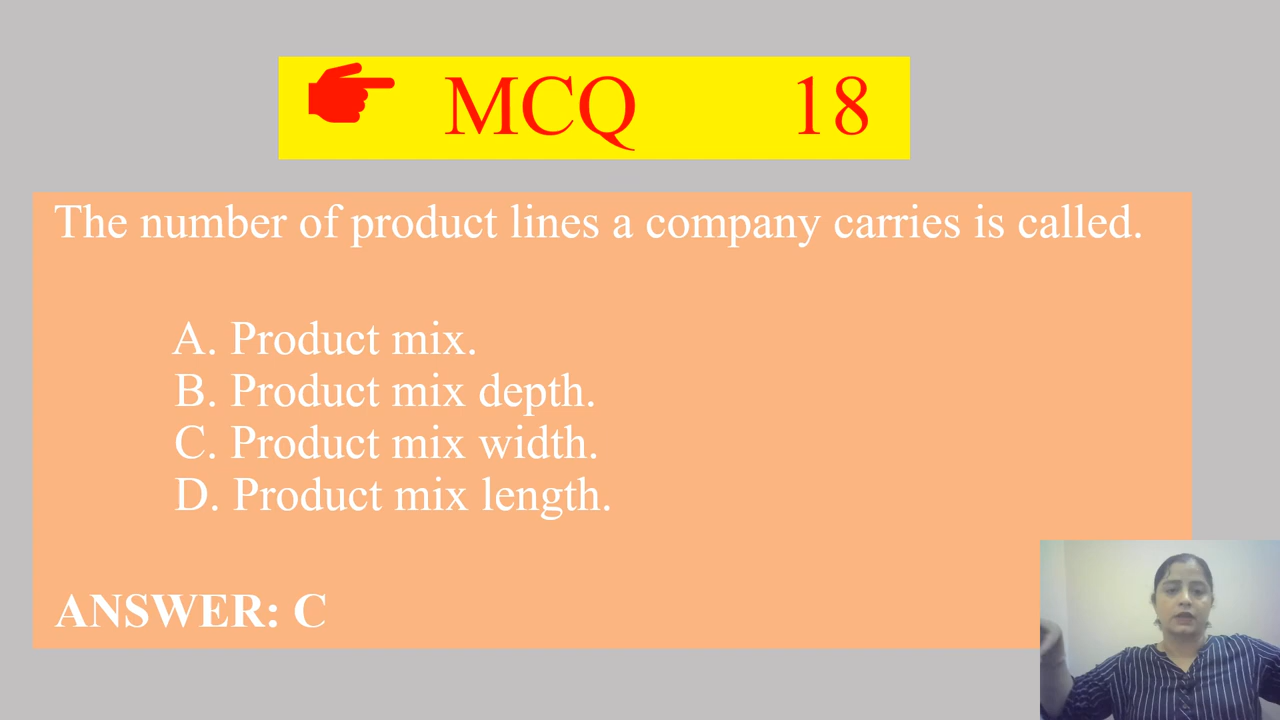 MCQ 18
The number of product lines a company carries is called.
A. Product mix.
B. Product mix depth.
C. Product mix width.
D. Product mix length.
ANSWER: C